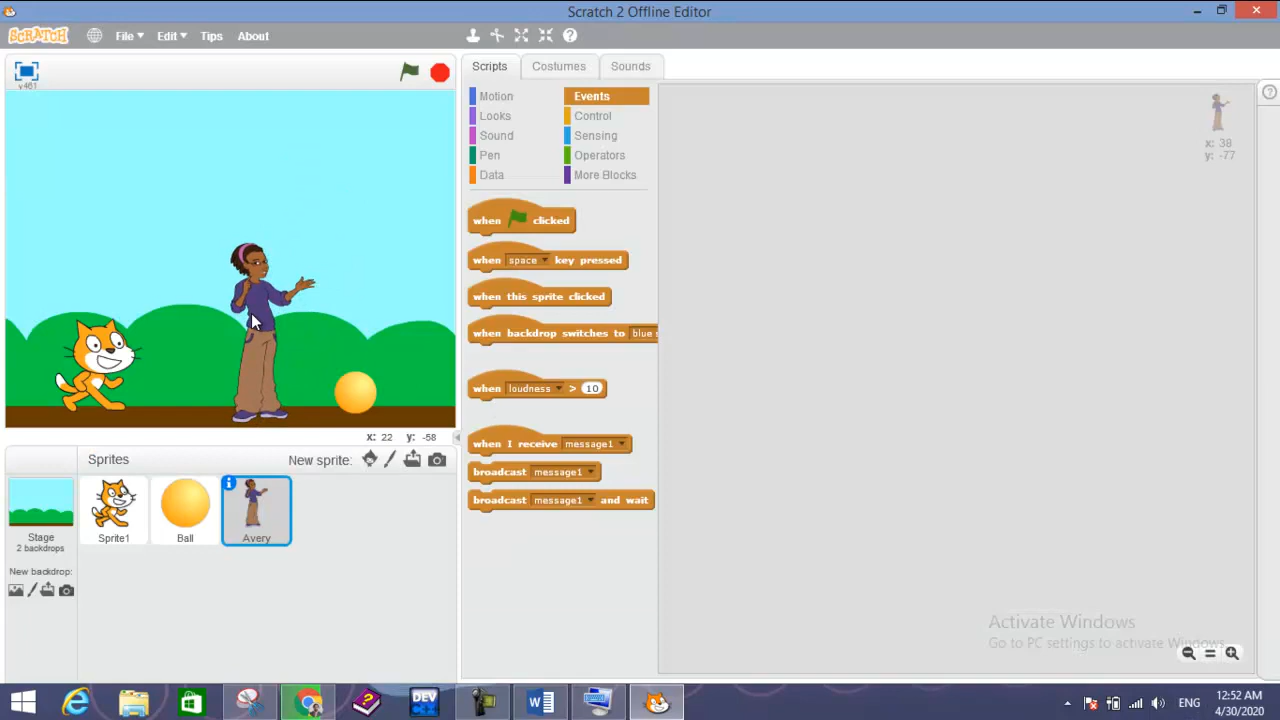 Scratch 2 Offline Editor
SCRATCH File Edit Tips About
y461
Scripts Costumes Sounds
Motion Events
Looks Control
Sound Sensing
Pen Operators
Data More Blocks
x: 38
y: -77
when clicked
when space key pressed
when this sprite clicked
when backdrop switches to blue
when loudness > 10
when I receive message1
broadcast message1
broadcast message1 and wait
x: 22 y: -58
Sprites New sprite:
Stage
2 backdrops
Sprite1 Ball Avery
New backdrop:
Activate Windows
Go to PC settings to activate Windows.
DEV
ENG
12:52 AM
4/30/2020